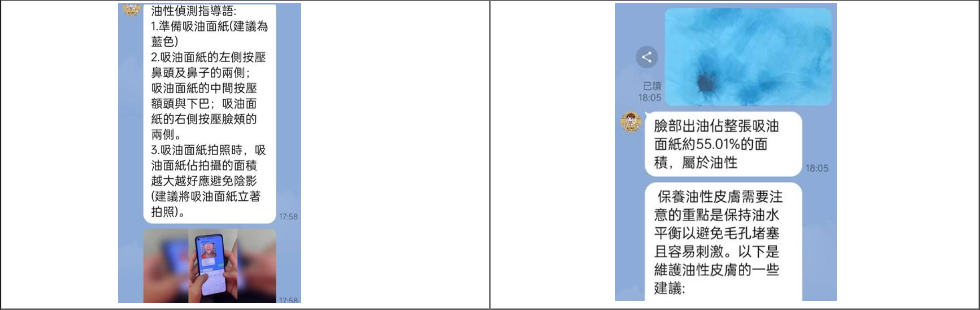 油性偵測指導語:
1.準備吸油面紙(建議為
藍色)
2.吸油面紙的左側按壓
鼻頭及鼻子的兩側；
吸油面紙的中間按壓
額頭與下巴；吸油面
紙的右側按壓臉頰的
兩側。
3.吸油面紙拍照時，吸
油面紙佔拍攝的面積
越大越好應避免陰影
(建議將吸油面紙立著
拍照)。
17:58
17:58
已讀
18:05
臉部出油佔整張吸油
面紙約55.01%的面
積，屬於油性
18:05
保養油性皮膚需要注
意的重點是保持油水
平衡以避免毛孔堵塞
且容易刺激。以下是
維護油性皮膚的一些
建議: